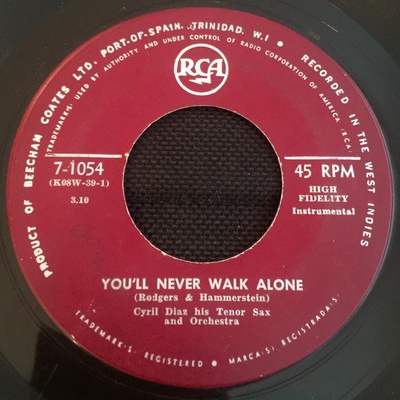 PRODUCT OF BEECHAM COATES LTD. PORT-OF-SPAIN-TRINIDAD, W.I • RECORDED IN THE WEST INDIES
TRADEMARK'S USED BY AUTHORITY AND UNDER CONTROL OF RADIO CORPORATION OF AMERICA (RCA)
RCA
7-1054
(K08W-39-1)
3.10
45 RPM
HIGH
FIDELITY
Instrumental
YOU'LL NEVER WALK ALONE
(Rodgers & Hammerstein)
Cyril Diaz his Tenor Sax
and Orchestra
TRADEMARK'S. REGISTERED • MARCA(S) REGISTRADA(S)